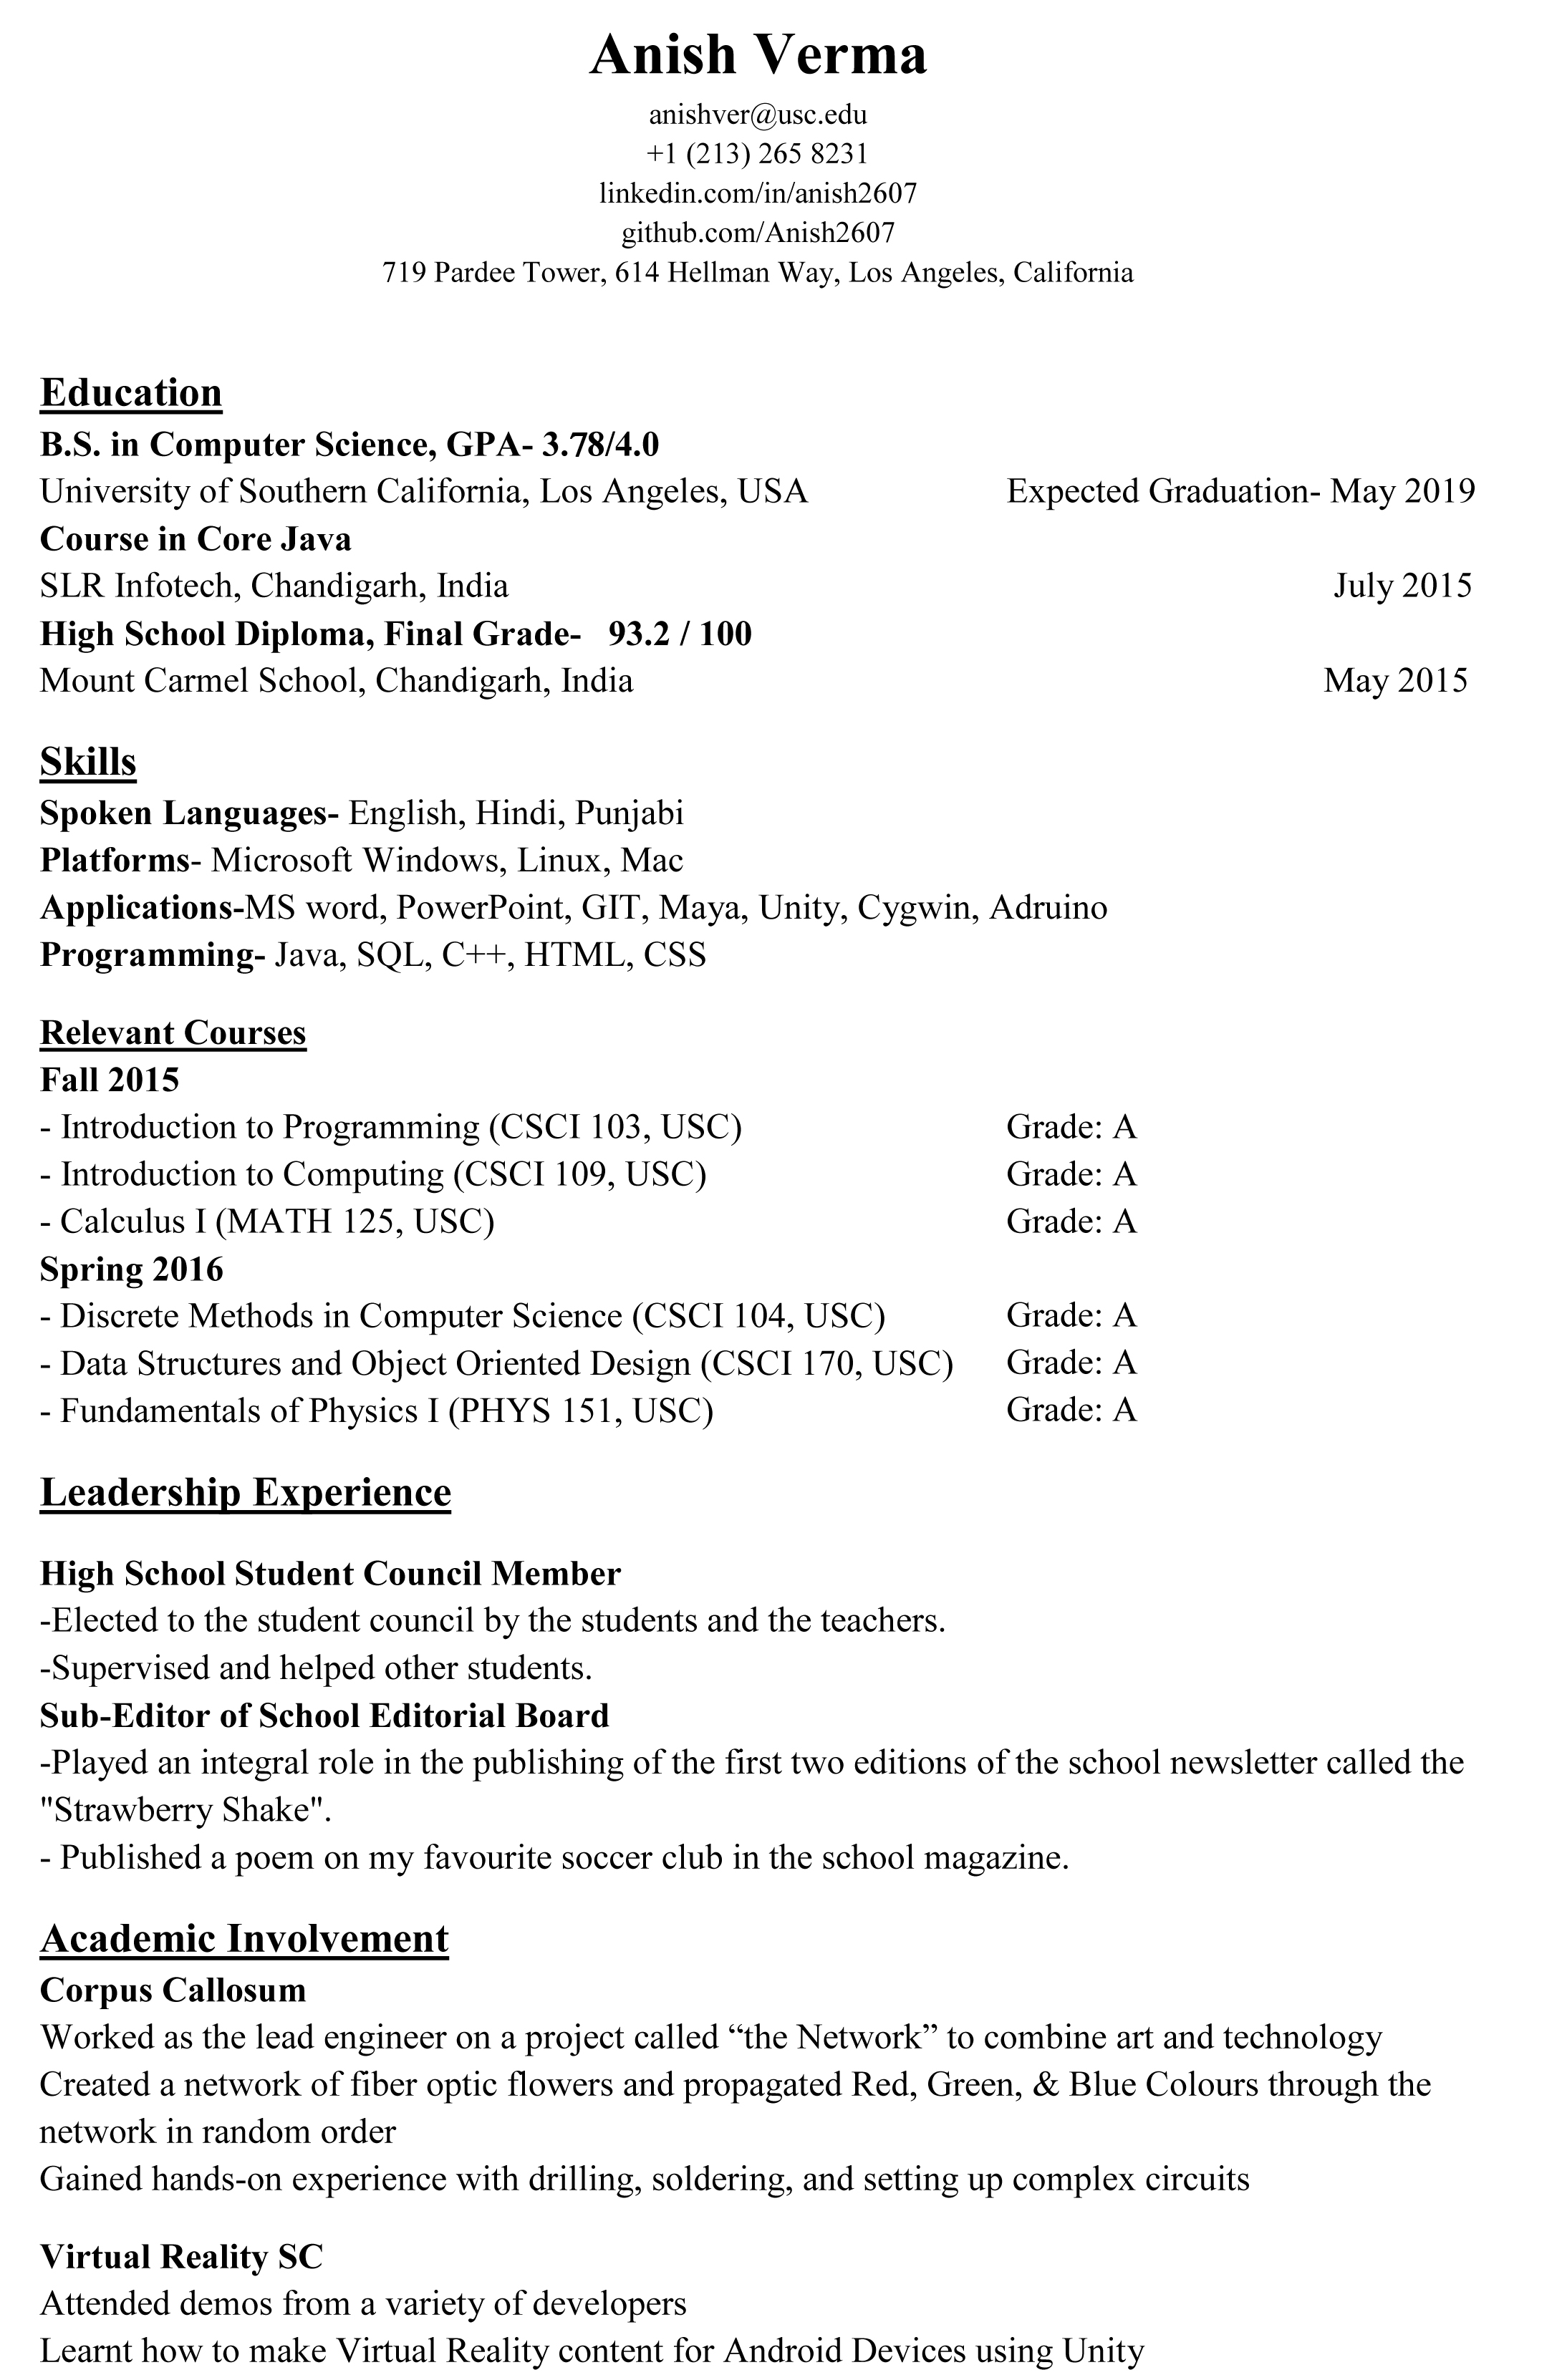 Anish Verma
anishver@usc.edu
+1 (213) 265 8231
linkedin.com/in/anish2607
github.com/Anish2607
719 Pardee Tower, 614 Hellman Way, Los Angeles, California
Education
B.S. in Computer Science, GPA- 3.78/4.0
University of Southern California, Los Angeles, USA Expected Graduation- May 2019
Course in Core Java
SLR Infotech, Chandigarh, India July 2015
High School Diploma, Final Grade- 93.2 / 100
Mount Carmel School, Chandigarh, India May 2015
Skills
Spoken Languages- English, Hindi, Punjabi
Platforms- Microsoft Windows, Linux, Mac
Applications-MS word, PowerPoint, GIT, Maya, Unity, Cygwin, Adruino
Programming- Java, SQL, C++, HTML, CSS
Relevant Courses
Fall 2015
- Introduction to Programming (CSCI 103, USC) Grade: A
- Introduction to Computing (CSCI 109, USC) Grade: A
- Calculus I (MATH 125, USC) Grade: A
Spring 2016
- Discrete Methods in Computer Science (CSCI 104, USC) Grade: A
- Data Structures and Object Oriented Design (CSCI 170, USC) Grade: A
- Fundamentals of Physics I (PHYS 151, USC) Grade: A
Leadership Experience
High School Student Council Member
-Elected to the student council by the students and the teachers.
-Supervised and helped other students.
Sub-Editor of School Editorial Board
-Played an integral role in the publishing of the first two editions of the school newsletter called the
"Strawberry Shake".
- Published a poem on my favourite soccer club in the school magazine.
Academic Involvement
Corpus Callosum
Worked as the lead engineer on a project called “the Network” to combine art and technology
Created a network of fiber optic flowers and propagated Red, Green, & Blue Colours through the
network in random order
Gained hands-on experience with drilling, soldering, and setting up complex circuits
Virtual Reality SC
Attended demos from a variety of developers
Learnt how to make Virtual Reality content for Android Devices using Unity